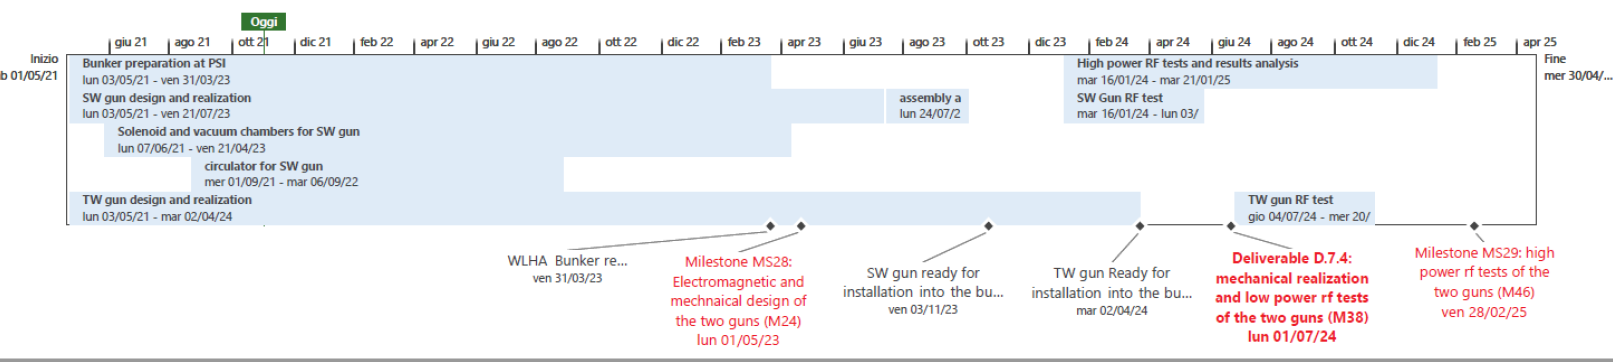 Oggi
giu 21 ago 21 ott 21 dic 21 feb 22 apr 22 giu 22 ago 22 ott 22 dic 22 feb 23 apr 23 giu 23 ago 23 ott 23 dic 23 feb 24 apr 24 giu 24 ago 24 ott 24 dic 24 feb 25 apr 25
Inizio
b 01/05/21
Fine
mer 30/04/...
Bunker preparation at PSI
lun 03/05/21 - ven 31/03/23
High power RF tests and results analysis
mar 16/01/24 - mar 21/01/25
SW gun design and realization
lun 03/05/21 - ven 21/07/23
assembly a
lun 24/07/2
SW Gun RF test
mar 16/01/24 - lun 03/
Solenoid and vacuum chambers for SW gun
lun 07/06/21 - ven 21/04/23
circulator for SW gun
mer 01/09/21 - mar 06/09/22
TW gun design and realization
lun 03/05/21 - mar 02/04/24
TW gun RF test
gio 04/07/24 - mer 20/
WLHA Bunker re...
ven 31/03/23
Milestone MS28:
Electromagnetic and
mechnaical design of
the two guns (M24)
lun 01/05/23
SW gun ready for
installation into the bu...
ven 03/11/23
TW gun Ready for
installation into the bu...
mar 02/04/24
Deliverable D.7.4:
mechanical realization
and low power rf tests
of the two guns (M38)
lun 01/07/24
Milestone MS29: high
power rf tests of the
two guns (M46)
ven 28/02/25